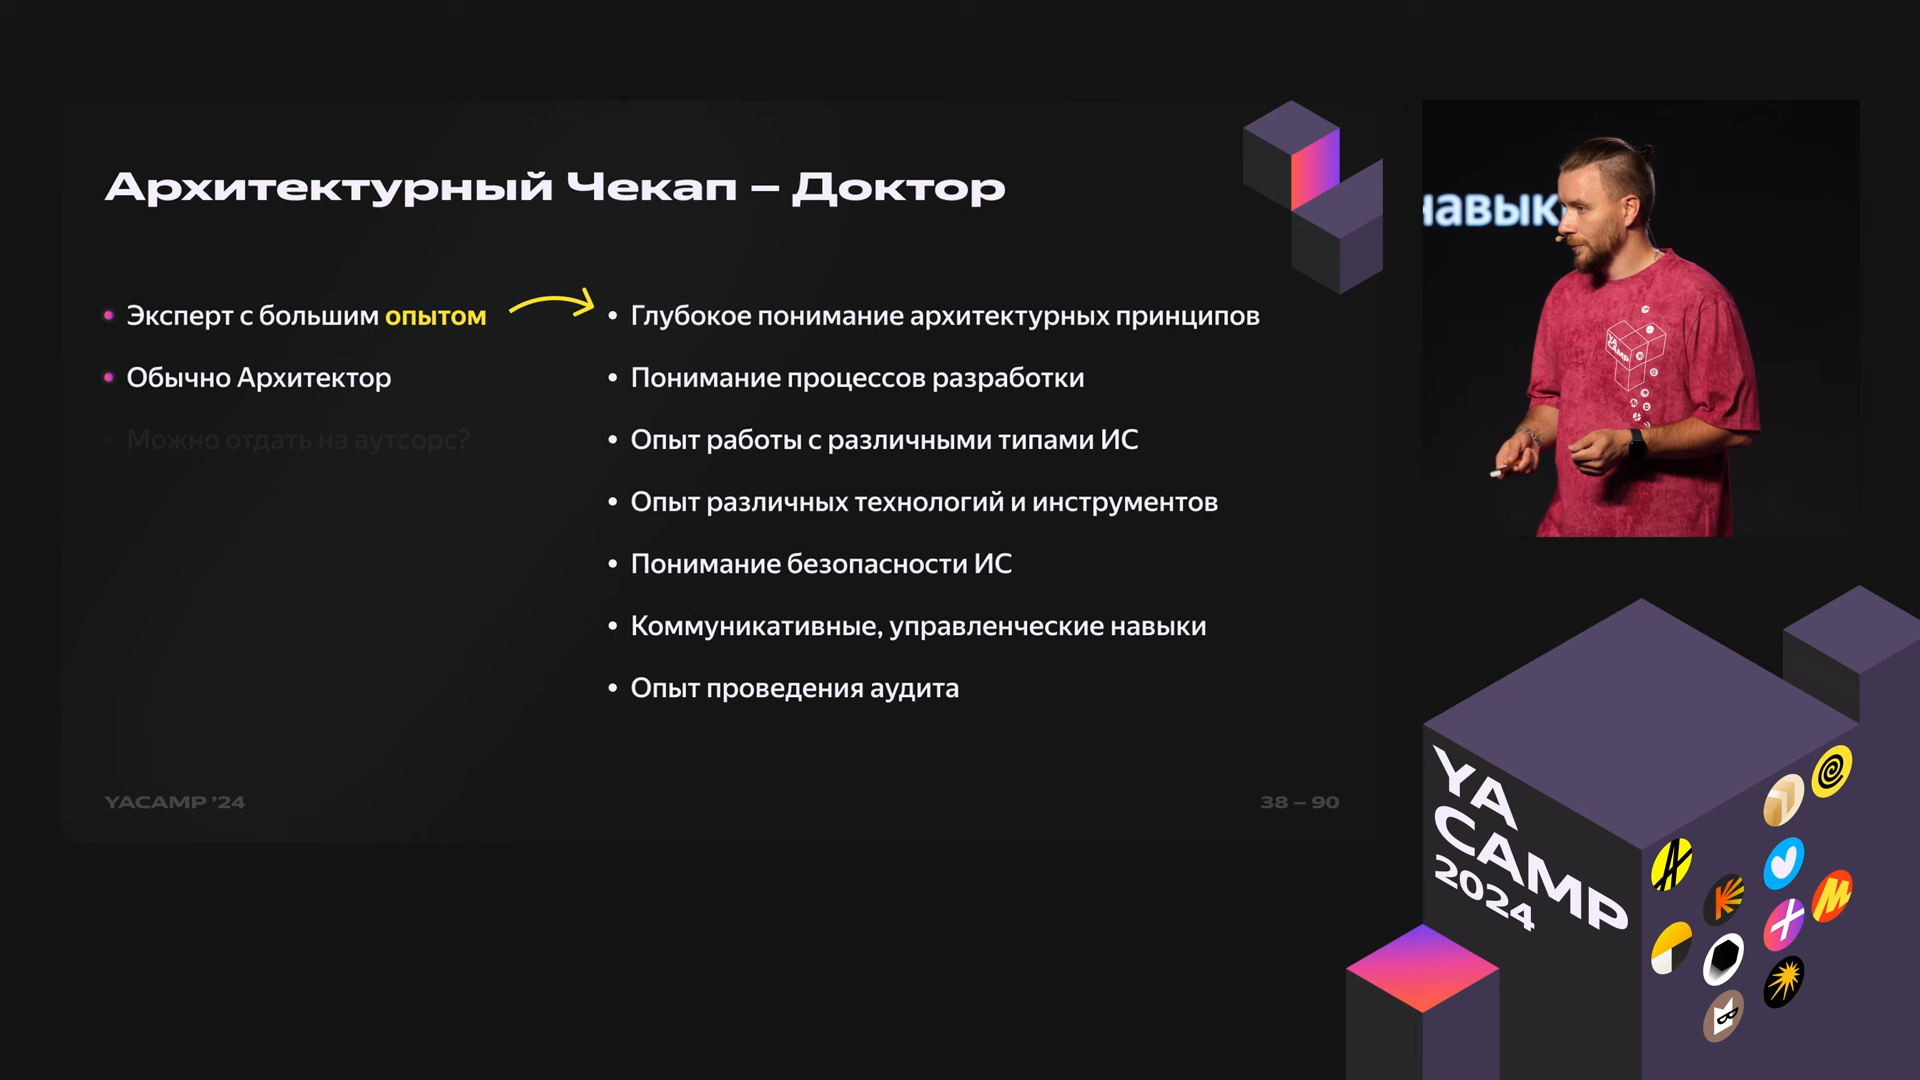 Архитектурный Чекап – Доктор
Эксперт с большим опытом
Обычно Архитектор
Можно отдать на аутсорс?
Глубокое понимание архитектурных принципов
Понимание процессов разработки
Опыт работы с различными типами ИС
Опыт различных технологий и инструментов
Понимание безопасности ИС
Коммуникативные, управленческие навыки
Опыт проведения аудита
YACAMP '24
38 – 90
YA
CAMP
YA
CAMP
2024